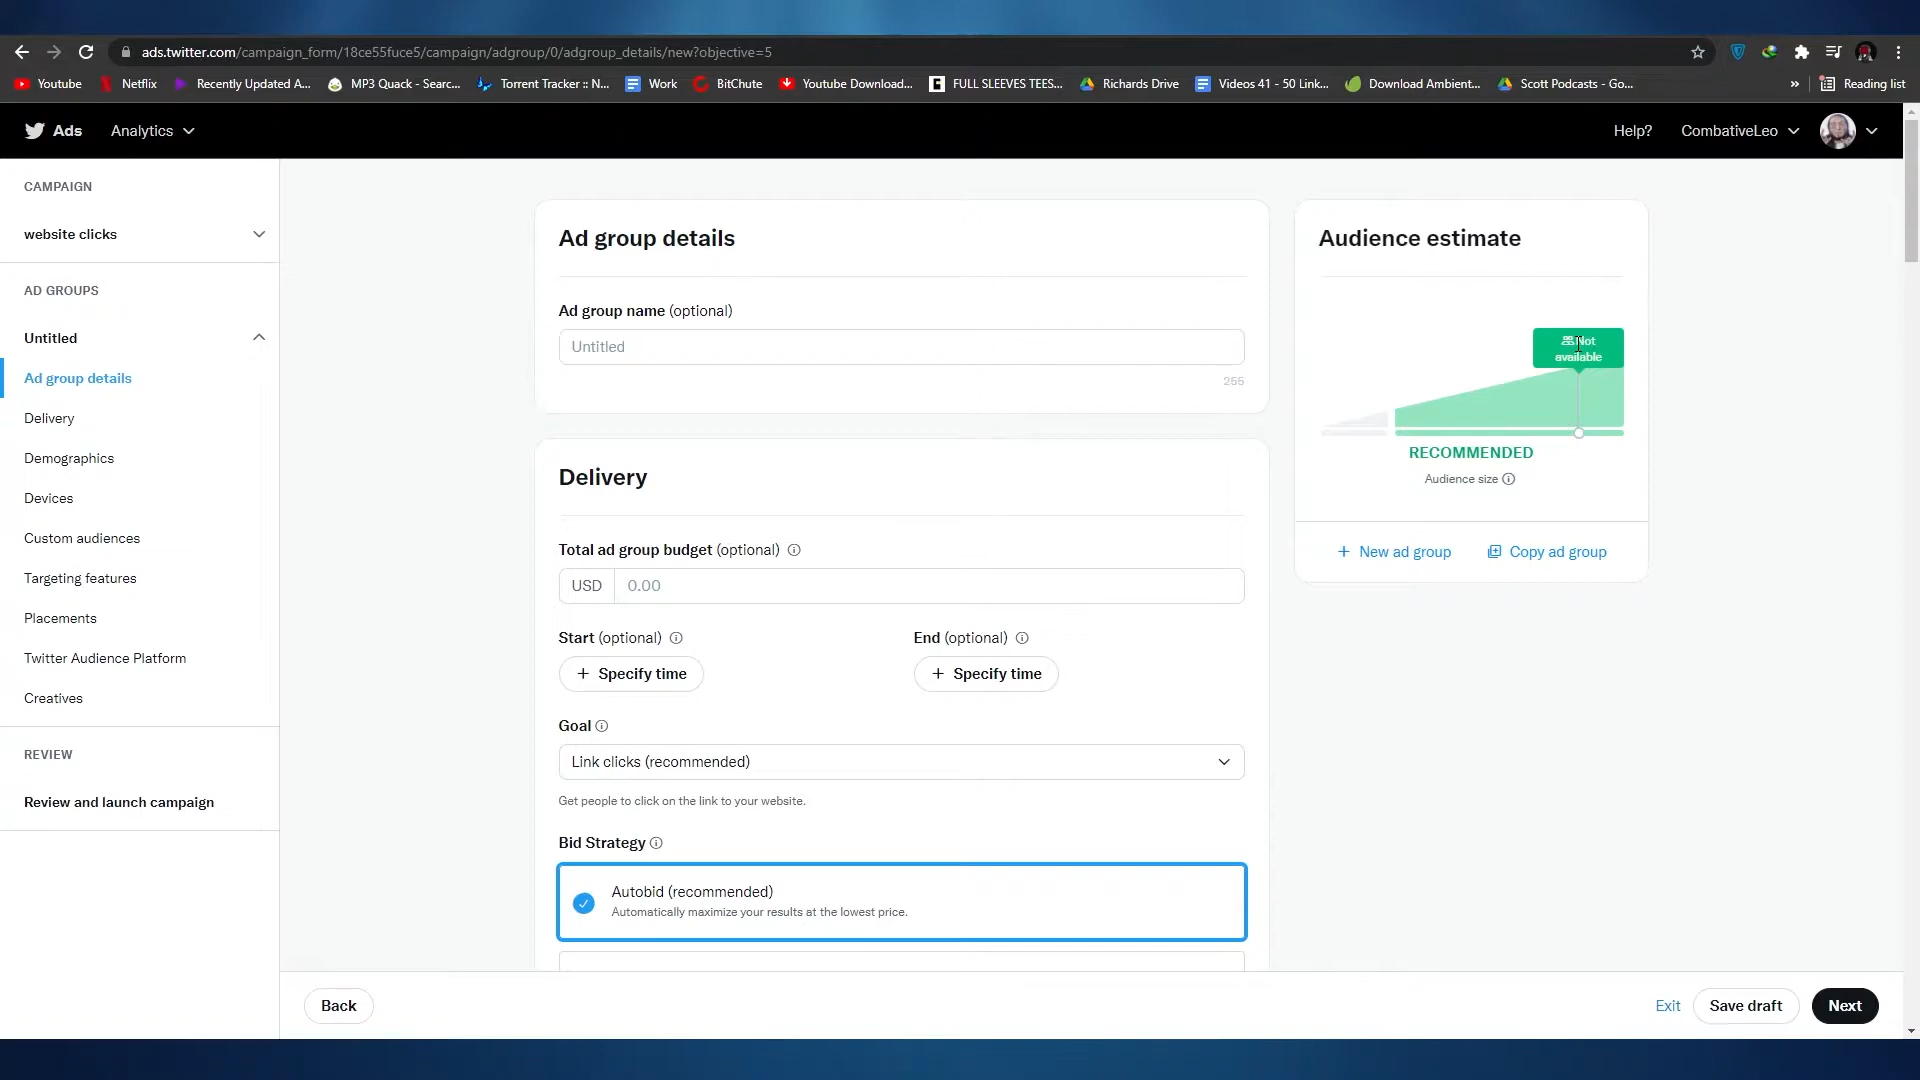 ads.twitter.com/campaign_form/18ce55fuce5/campaign/adgroup/0/adgroup_details/new?objective=5
Youtube Netflix Recently Updated A... MP3 Quack - Searc... Torrent Tracker :: N... Work BitChute Youtube Download... FULL SLEEVES TEES... Richards Drive Videos 41 - 50 Link... Download Ambient... Scott Podcasts - Go... » Reading list
Ads Analytics Help? CombativeLeo
CAMPAIGN
website clicks
AD GROUPS
Untitled
Ad group details
Delivery
Demographics
Devices
Custom audiences
Targeting features
Placements
Twitter Audience Platform
Creatives
REVIEW
Review and launch campaign
Ad group details
Ad group name (optional)
Untitled
255
Delivery
Total ad group budget (optional)
USD 0.00
Start (optional) End (optional)
+ Specify time + Specify time
Goal
Link clicks (recommended)
Get people to click on the link to your website.
Bid Strategy
Autobid (recommended)
Automatically maximize your results at the lowest price.
Audience estimate
Not
available
RECOMMENDED
Audience size
+ New ad group Copy ad group
Back Exit Save draft Next